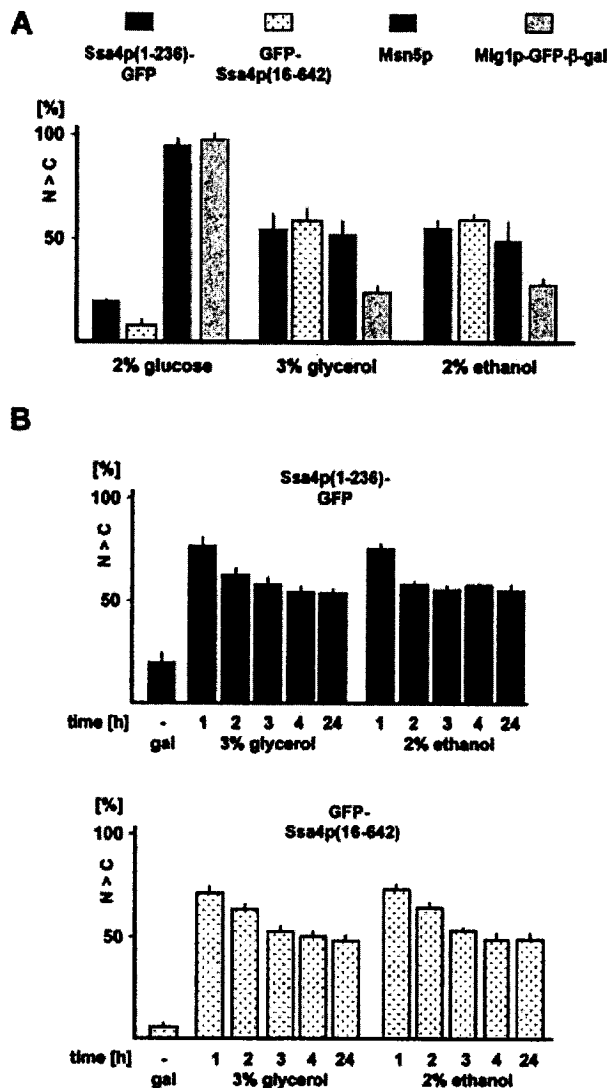 A
Ssa4p(1-236)-
GFP
GFP-
Ssa4p(16-642)
Msn5p
Mig1p-GFP-β-gal
[%]
100
50
N > C
2% glucose
3% glycerol
2% ethanol
B
[%]
100
50
N > C
Ssa4p(1-236)-
GFP
time [h] - 1 2 3 4 24 1 2 3 4 24
gal 3% glycerol 2% ethanol
[%]
100
50
N > C
GFP-
Ssa4p(16-642)
time [h] - 1 2 3 4 24 1 2 3 4 24
gal 3% glycerol 2% ethanol